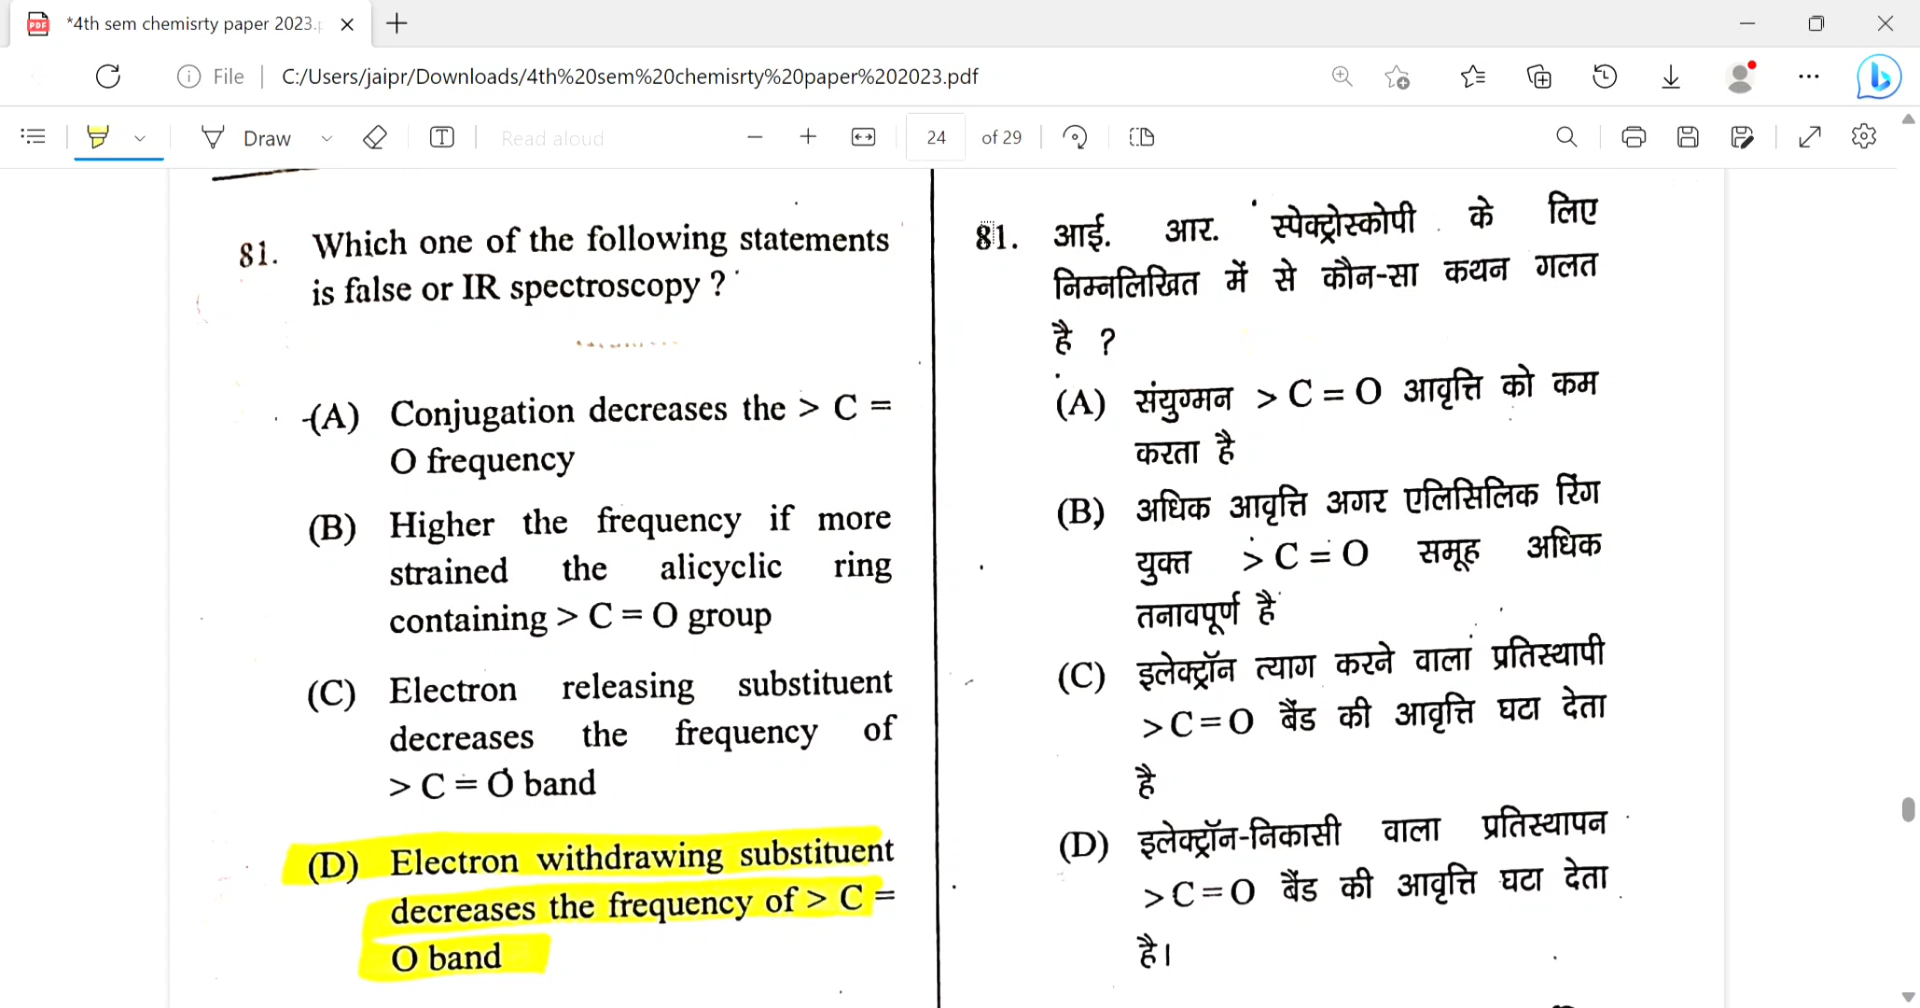 *4th sem chemisrty paper 2023.p
File
C:/Users/jaipr/Downloads/4th%20sem%20chemisrty%20paper%202023.pdf
Draw
Read aloud
24 of 29
81. Which one of the following statements
is false or IR spectroscopy ?
(A) Conjugation decreases the > C =
O frequency
(B) Higher the frequency if more
strained the alicyclic ring
containing > C = O group
(C) Electron releasing substituent
decreases the frequency of
> C = O band
(D) Electron withdrawing substituent
decreases the frequency of > C =
O band
81. आई. आर. स्पेक्ट्रोस्कोपी के लिए
निम्नलिखित में से कौन-सा कथन गलत
है ?
(A) संयुग्मन > C = O आवृत्ति को कम
करता है
(B) अधिक आवृत्ति अगर एलिसिलिक रिंग
युक्त > C = O समूह अधिक
तनावपूर्ण है
(C) इलेक्ट्रॉन त्याग करने वाला प्रतिस्थापी
> C = O बैंड की आवृत्ति घटा देता
है
(D) इलेक्ट्रॉन-निकासी वाला प्रतिस्थापन
> C = O बैंड की आवृत्ति घटा देता
है।